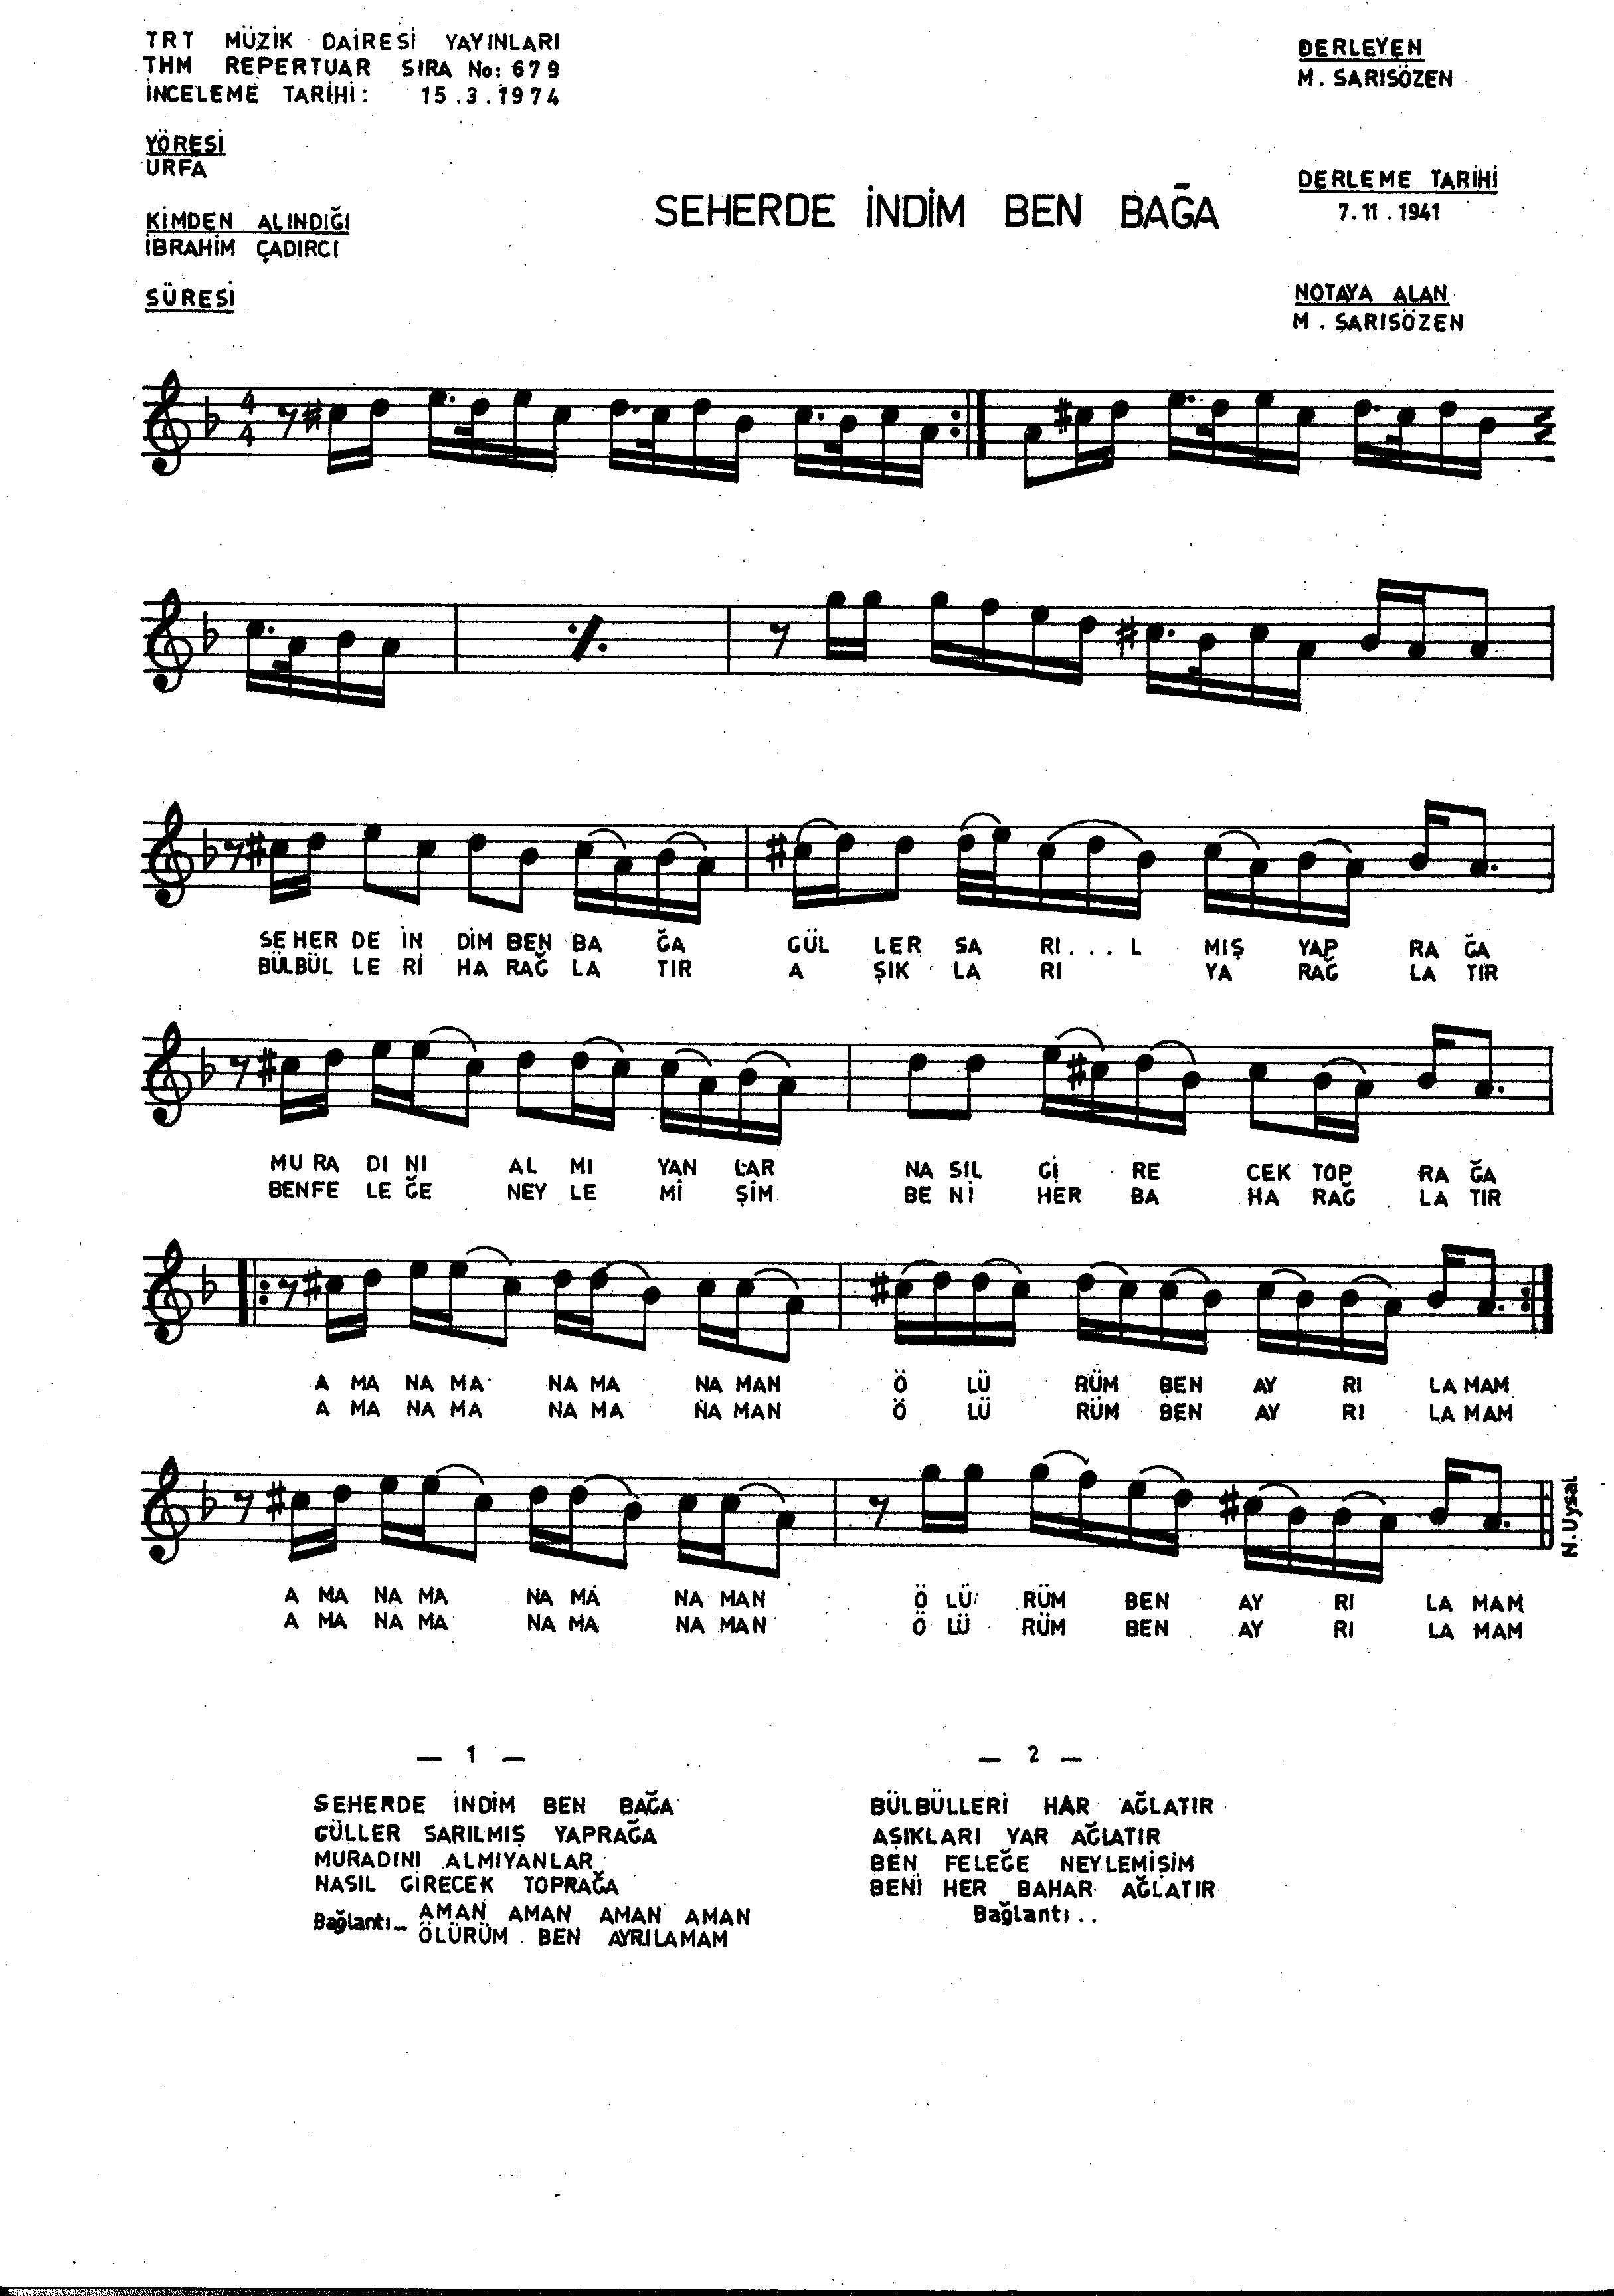 TRT MÜZİK DAİRESİ YAYINLARI
THM REPERTUAR SIRA No: 679
İNCELEME TARİHİ: 15.3.1974
YÖRESİ
URFA
KİMDEN ALINDIĞI
İBRAHİM ÇADIRCI
SÜRESİ
SEHERDE İNDİM BEN BAĞA
DERLEYEN
M. SARISÖZEN
DERLEME TARİHİ
7.11.1941
NOTAYA ALAN
M. SARISÖZEN
4
4
SE HER DE İN DİM BEN BA ĞA GÜL LER SA RI...L MIŞ YAP RA ĞA
BÜLBÜL LE Rİ HA RAĞ LA TIR A ŞIK LA RI YA RAĞ LA TIR
MU RA DI NI AL MI YAN LAR NA SIL Gİ RE CEK TOP RA ĞA
BENFE LE ĞE NEY LE Mİ ŞİM BE Nİ HER BA HA RAĞ LA TIR
A MA NA MA NA MA NA MAN Ö LÜ RÜM BEN AY RI LA MAM
A MA NA MA NA MA NA MAN Ö LÜ RÜM BEN AY RI LA MAM
N.Uysal
A MA NA MA NA MA NA MAN Ö LÜ RÜM BEN AY RI LA MAM
A MA NA MA NA MA NA MAN Ö LÜ RÜM BEN AY RI LA MAM
— 1 —
SEHERDE İNDİM BEN BAĞA
GÜLLER SARILMIŞ YAPRAĞA
MURADINI ALMIYANLAR
NASIL GİRECEK TOPRAĞA
Bağlantı_ AMAN AMAN AMAN AMAN
ÖLÜRÜM BEN AYRILAMAM
— 2 —
BÜLBÜLLERİ HAR AĞLATIR
AŞIKLARI YAR AĞLATIR
BEN FELEĞE NEYLEMİŞİM
BENİ HER BAHAR AĞLATIR
Bağlantı..